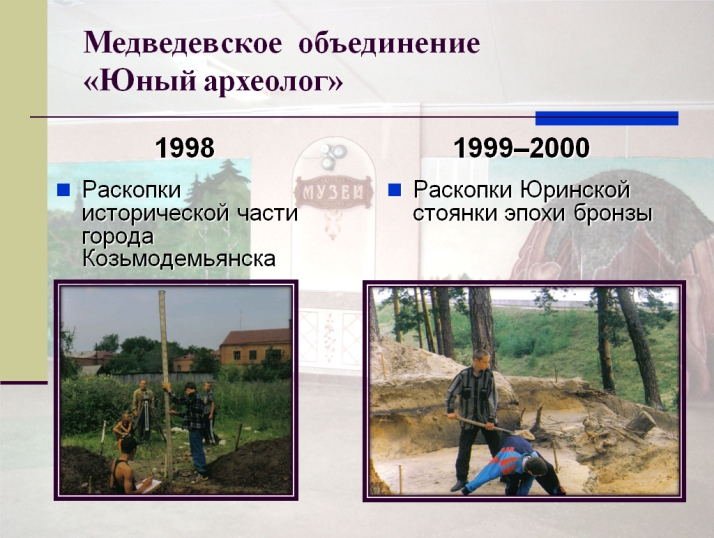 Медведевское объединение
«Юный археолог»
1998
Раскопки
исторической части
города
Козьмодемьянска
1999–2000
Раскопки Юринской
стоянки эпохи бронзы
МУЗЕЙ